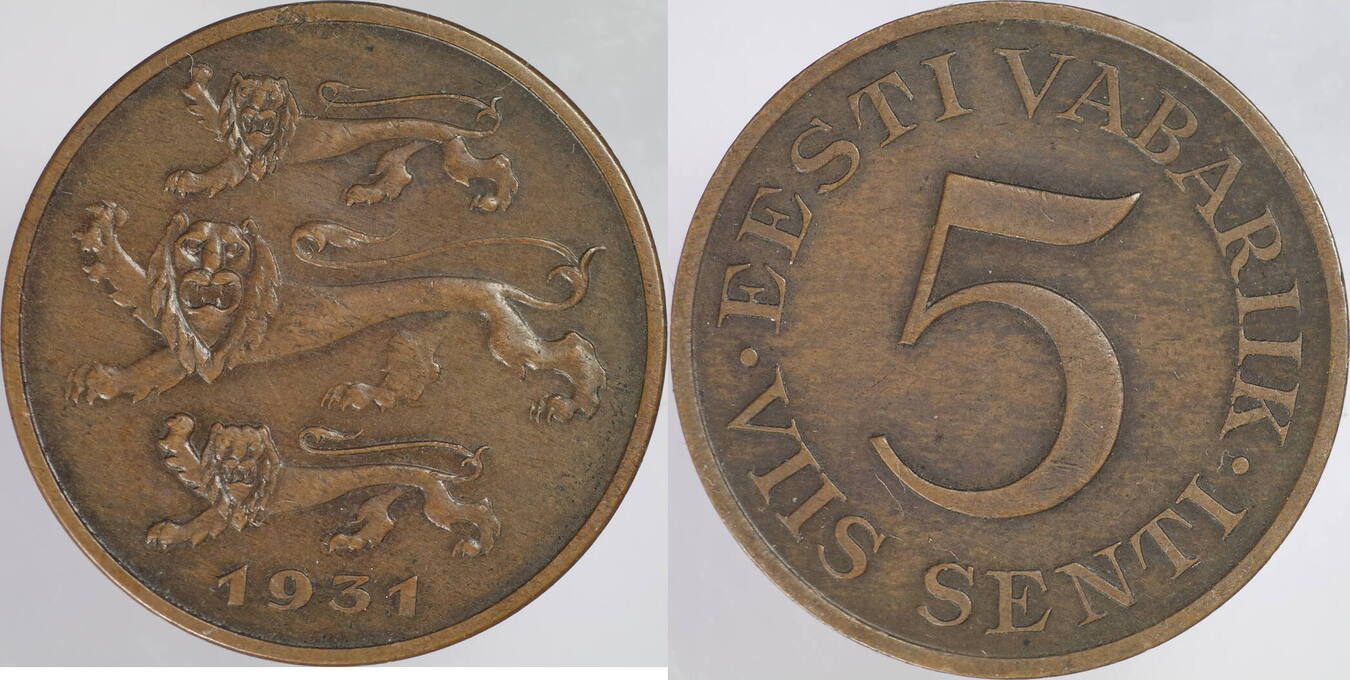 1931
EESTI VABARIIK
5
VIIS SENTI